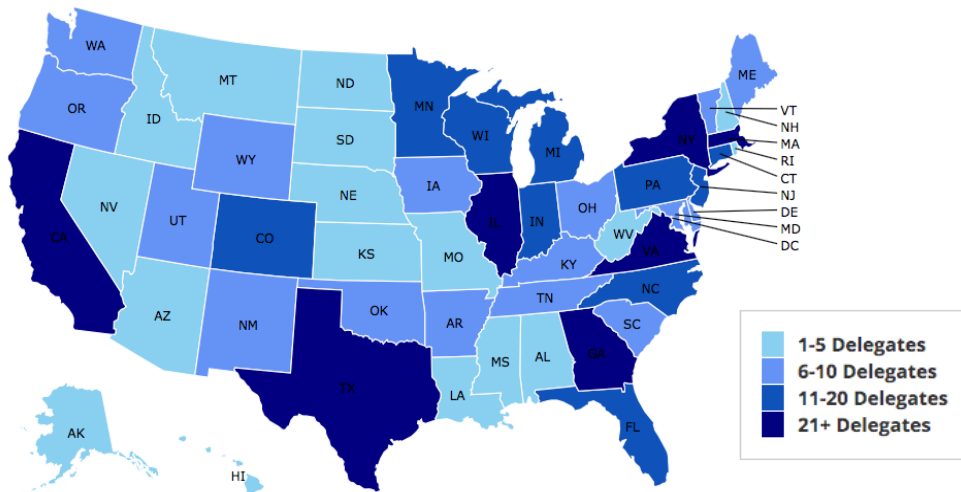 WA
MT
ND
MN
ME
OR
ID
SD
WI
MI
NY
VT
NH
MA
RI
CT
NJ
DE
MD
DC
WY
NE
IA
PA
NV
UT
CO
IL
IN
OH
WV
VA
CA
KS
MO
KY
NC
AZ
NM
OK
AR
TN
SC
TX
LA
MS
AL
GA
FL
AK
HI
1-5 Delegates
6-10 Delegates
11-20 Delegates
21+ Delegates